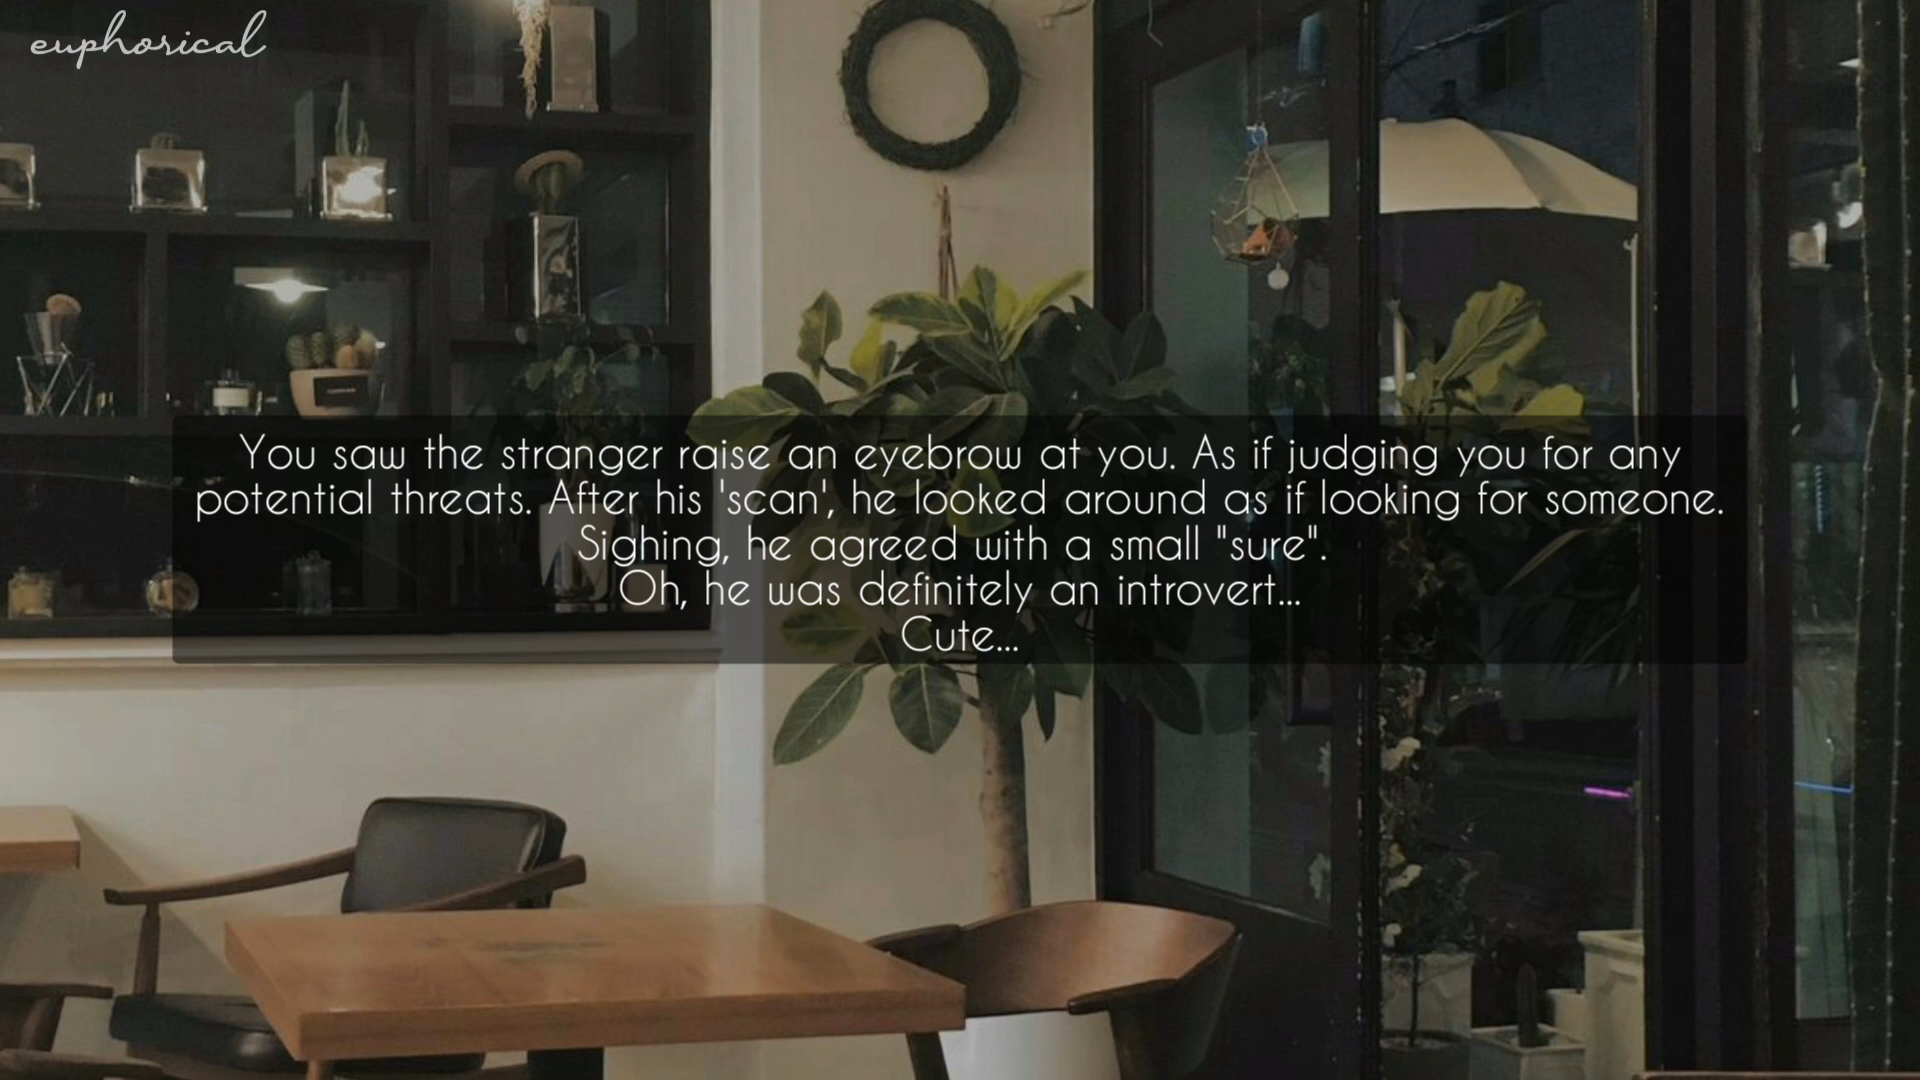 euphorical
You saw the stranger raise an eyebrow at you. As if judging you for any
potential threats. After his 'scan', he looked around as if looking for someone.
Sighing, he agreed with a small "sure".
Oh, he was definitely an introvert...
Cute...